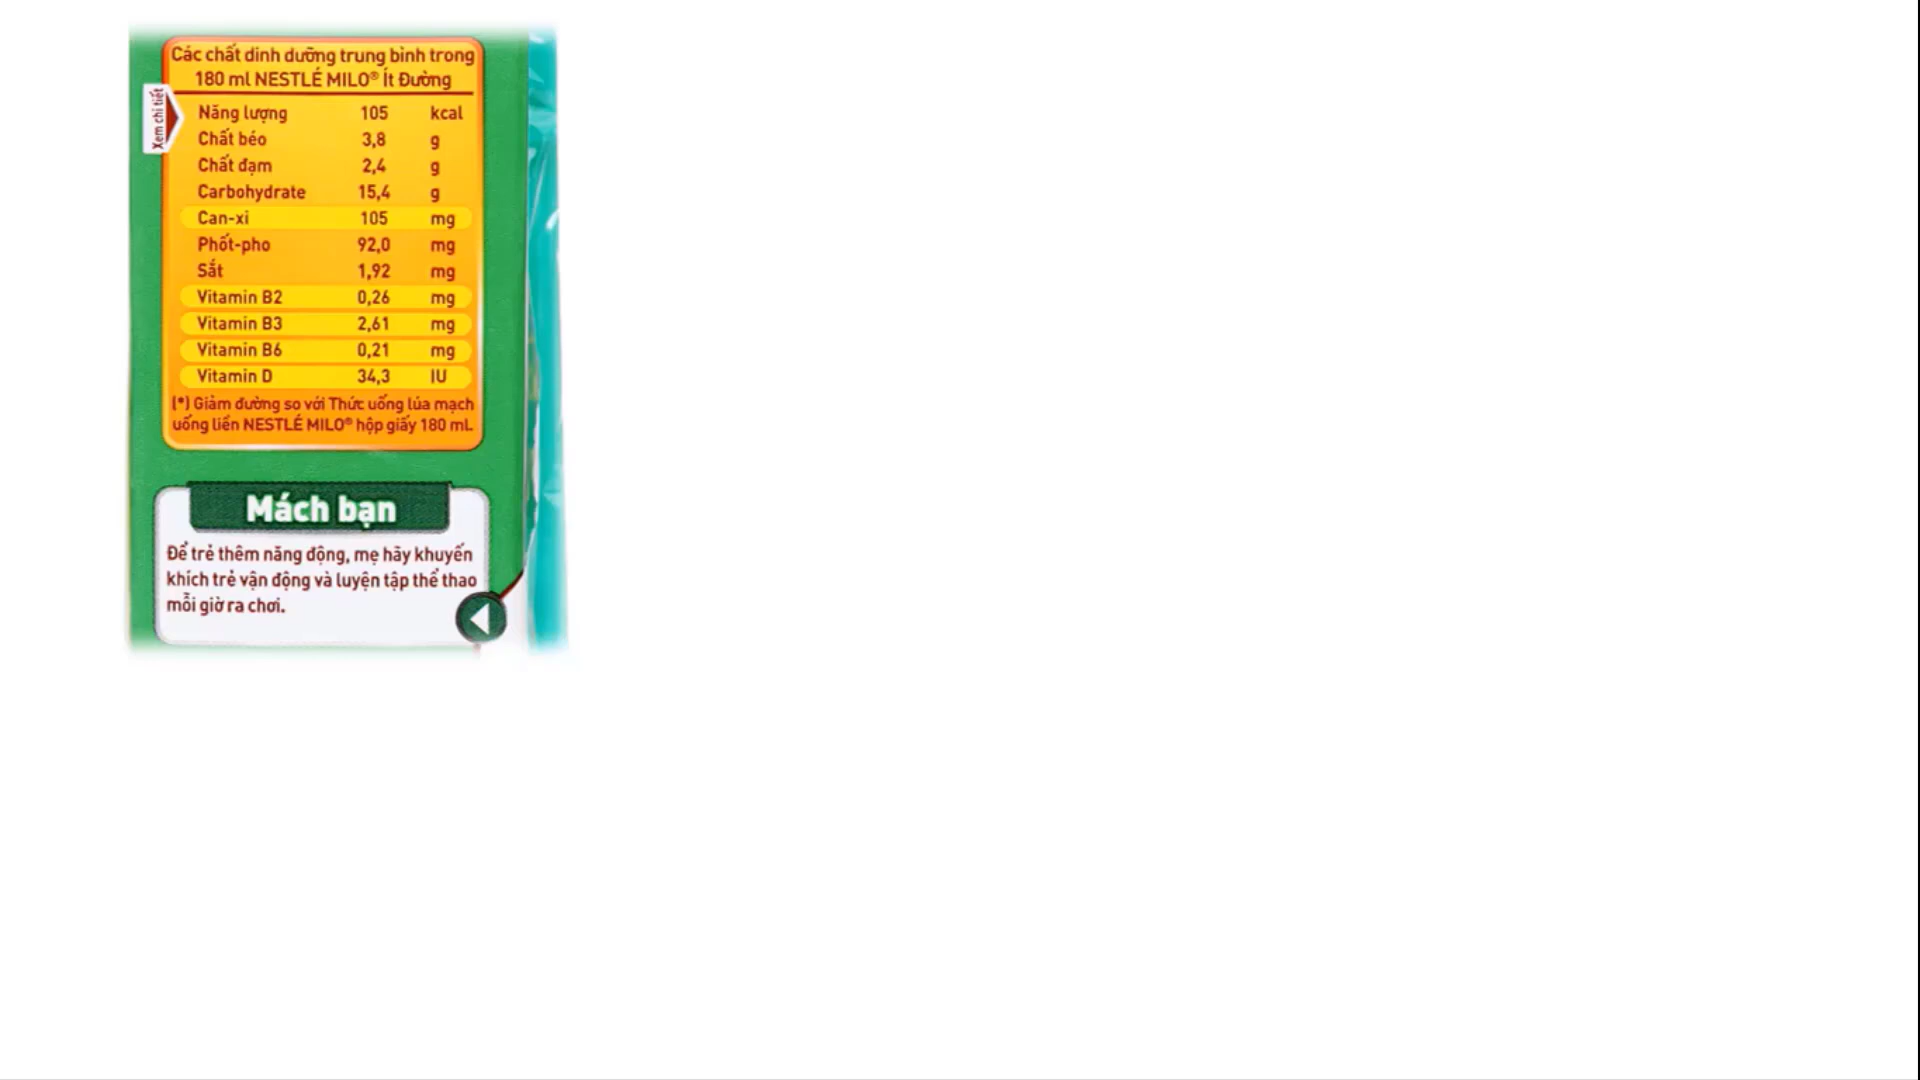 Các chất dinh dưỡng trung bình trong
180 ml NESTLÉ MILO® Ít Đường
Xem chi tiết
Năng lượng 105 kcal
Chất béo 3,8 g
Chất đạm 2,4 g
Carbohydrate 15,4 g
Can-xi 105 mg
Phốt-pho 92,0 mg
Sắt 1,92 mg
Vitamin B2 0,26 mg
Vitamin B3 2,61 mg
Vitamin B6 0,21 mg
Vitamin D 34,3 IU
(*) Giảm đường so với Thức uống lúa mạch
uống liền NESTLÉ MILO® hộp giấy 180 ml.
Mách bạn
Để trẻ thêm năng động, mẹ hãy khuyến
khích trẻ vận động và luyện tập thể thao
mỗi giờ ra chơi.